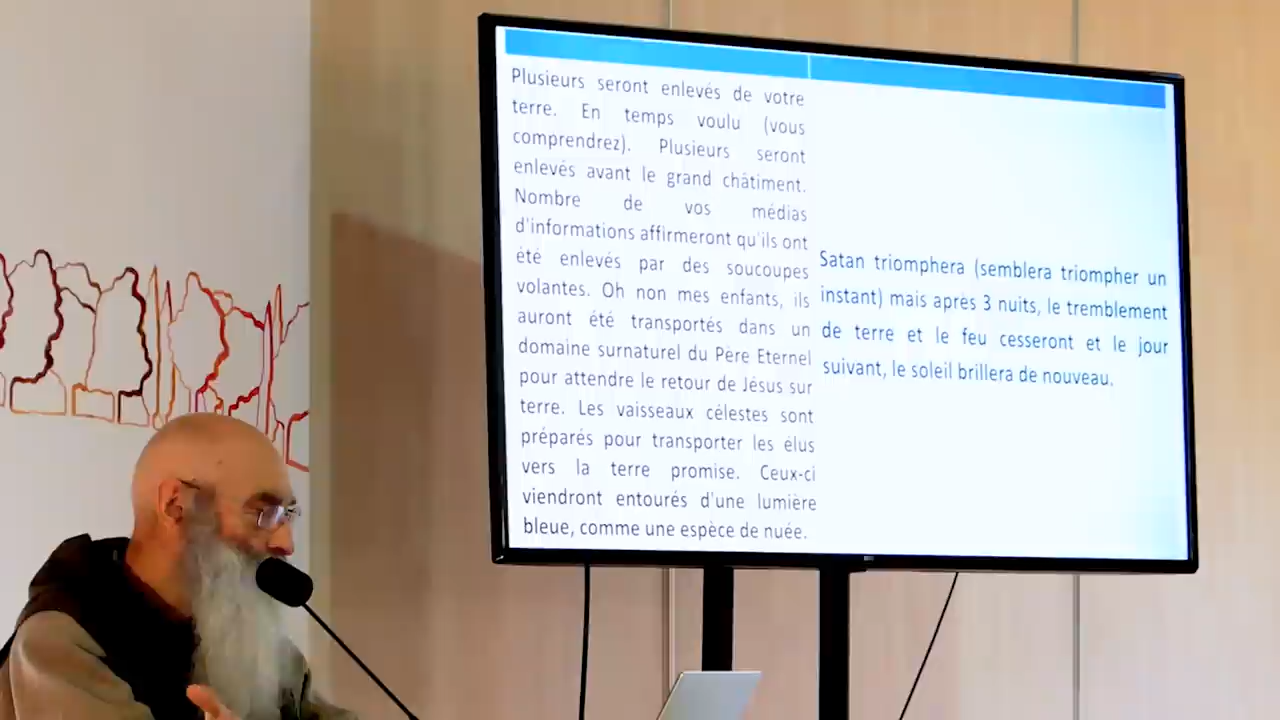 Plusieurs seront enlevés de votre
terre. En temps voulu (vous
comprendrez). Plusieurs seront
enlevés avant le grand châtiment.
Nombre de vos médias
d'informations affirmeront qu'ils ont
été enlevés par des soucoupes
volantes. Oh non mes enfants, ils
auront été transportés dans un
domaine surnaturel du Père Eternel
pour attendre le retour de Jésus sur
terre. Les vaisseaux célestes sont
préparés pour transporter les élus
vers la terre promise. Ceux-ci
viendront entourés d'une lumière
bleue, comme une espèce de nuée.
Satan triomphera (semblera triompher un
instant) mais après 3 nuits, le tremblement
de terre et le feu cesseront et le jour
suivant, le soleil brillera de nouveau.